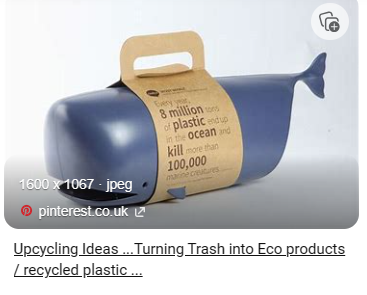 Every year,
8 million tons
of plastic end up
in the ocean and
kill more than
100,000
marine creatures
1600 x 1067 · jpeg
pinterest.co.uk
Upcycling Ideas ...Turning Trash into Eco products
/ recycled plastic ...